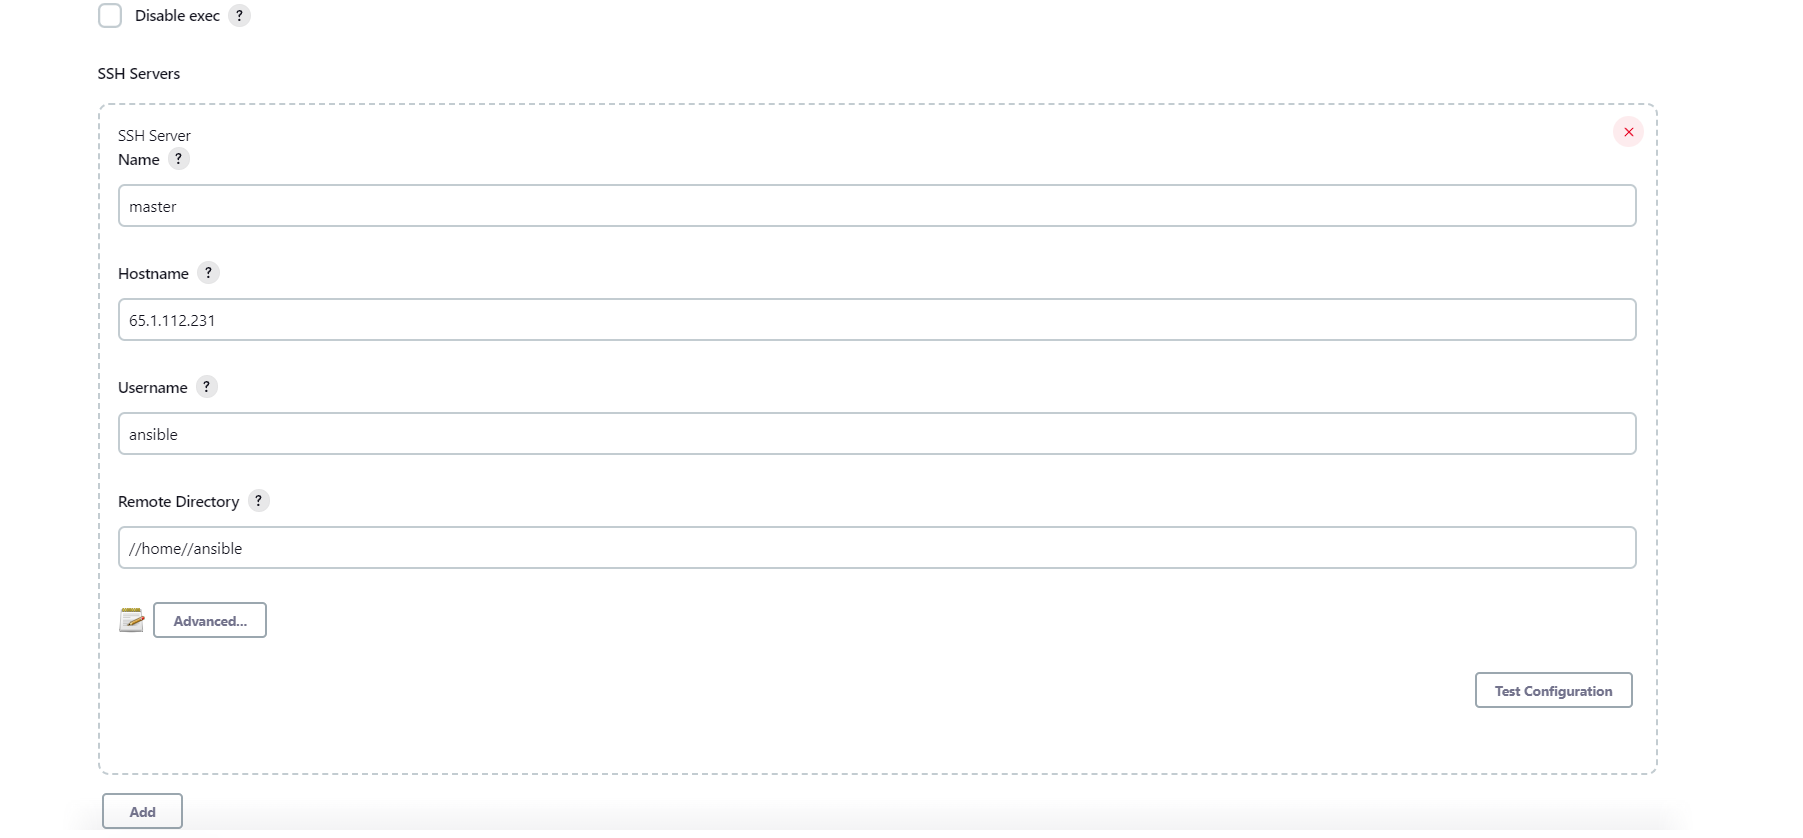 Disable exec ?
SSH Servers
SSH Server
Name ?
master
Hostname ?
65.1.112.231
Username ?
ansible
Remote Directory ?
//home//ansible
Advanced...
Test Configuration
Add